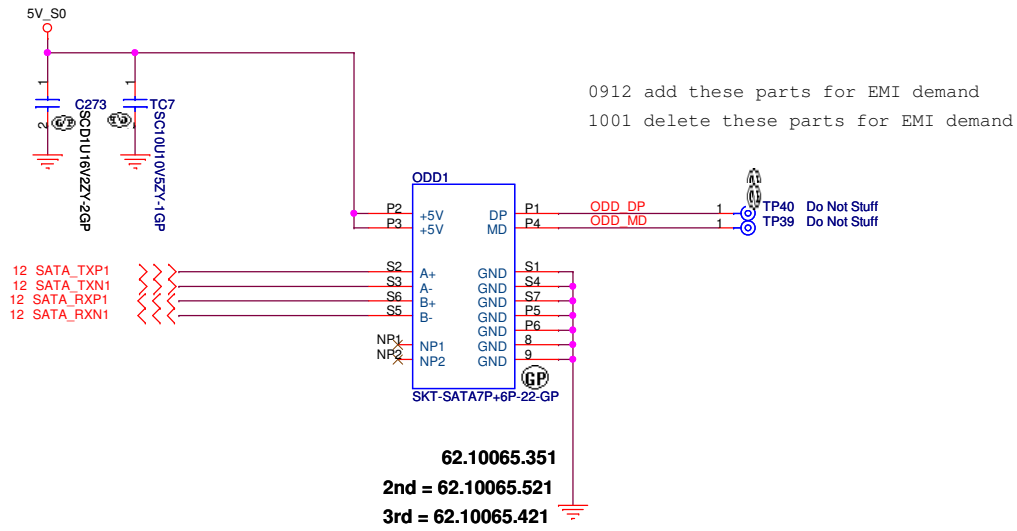 5V_S0
1
1
C273
TC7
2
GP
SCD1U16V2ZY-2GP
SC10U10V5ZY-1GP
0912 add these parts for EMI demand
1001 delete these parts for EMI demand
ODD1
P2 +5V DP P1 ODD_DP 1 TP40 Do Not Stuff
P3 +5V MD P4 ODD_MD 1 TP39 Do Not Stuff
12 SATA_TXP1 S2 A+ GND S1
12 SATA_TXN1 S3 A- GND S4
12 SATA_RXP1 S6 B+ GND S7
12 SATA_RXN1 S5 B- GND P5
GND P6
NP1 NP1 GND 8
NP2 NP2 GND 9
GP
SKT-SATA7P+6P-22-GP
62.10065.351
2nd = 62.10065.521
3rd = 62.10065.421